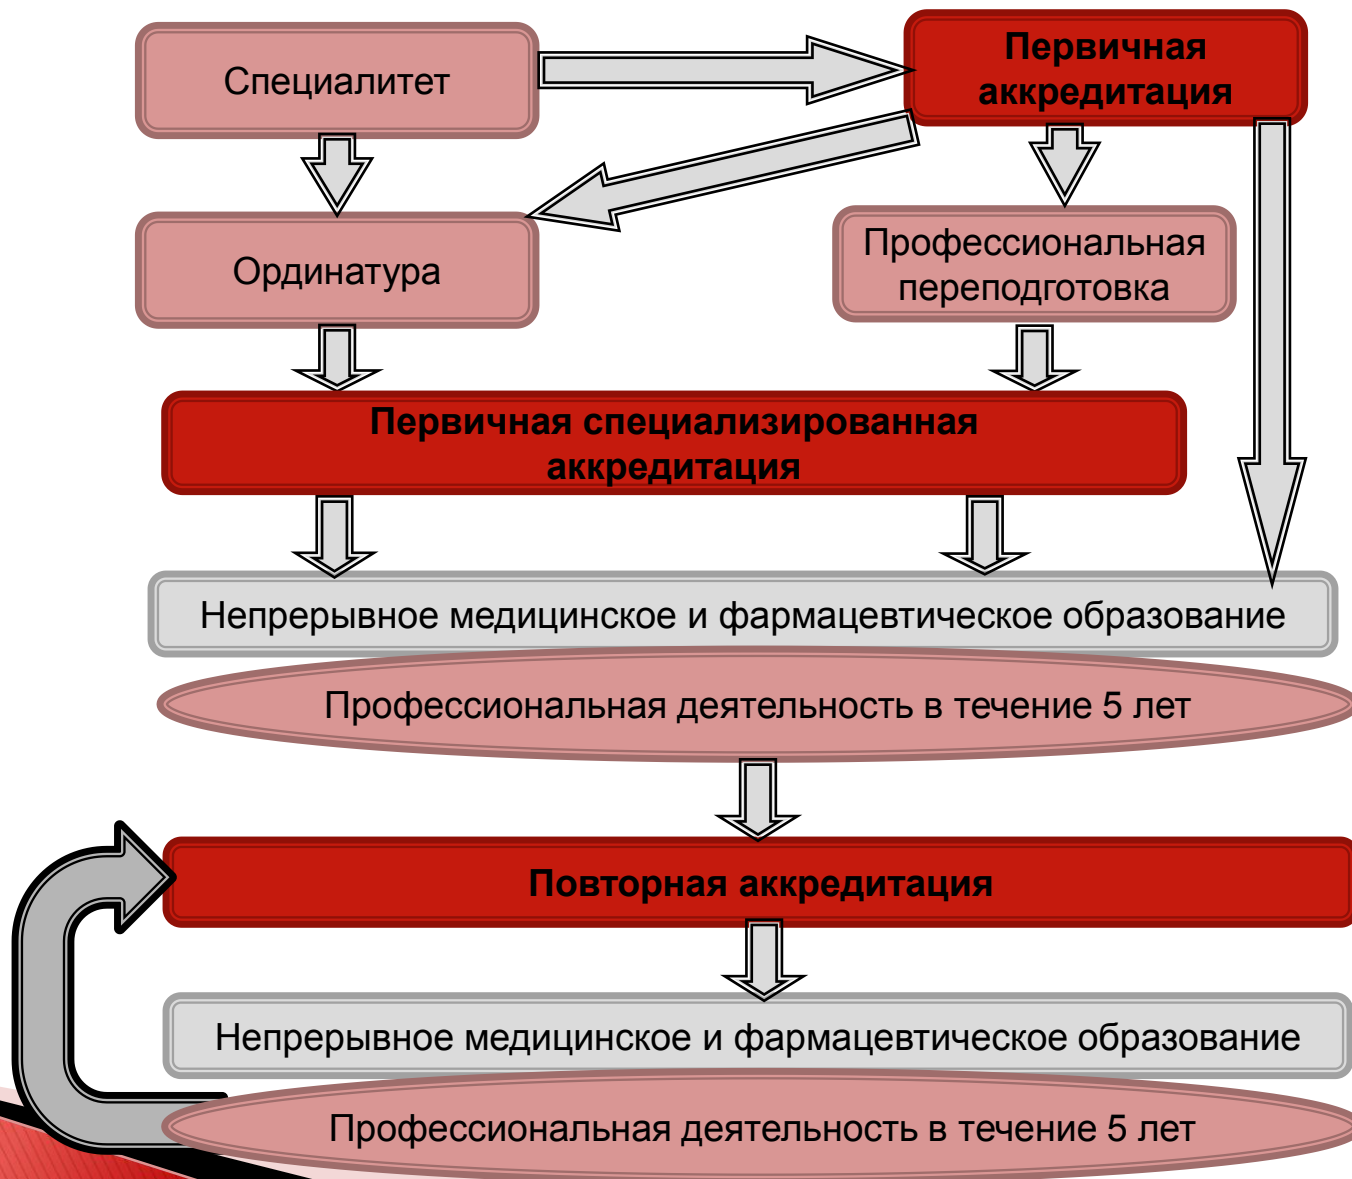 Специалитет
Первичная
аккредитация
Ординатура
Профессиональная
переподготовка
Первичная специализированная
аккредитация
Непрерывное медицинское и фармацевтическое образование
Профессиональная деятельность в течение 5 лет
Повторная аккредитация
Непрерывное медицинское и фармацевтическое образование
Профессиональная деятельность в течение 5 лет